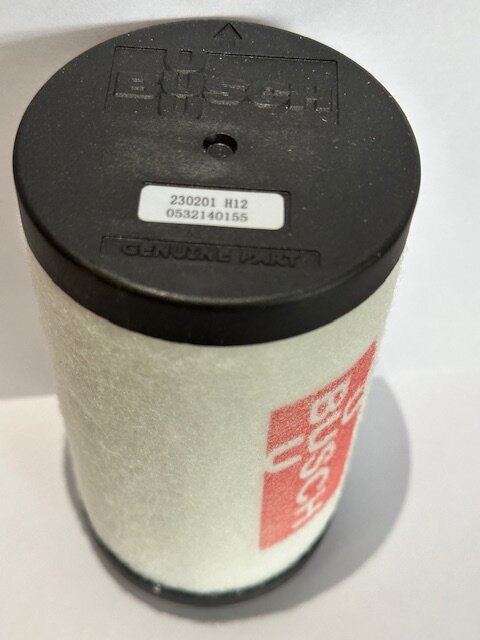 U
BUSCH
U
230201 H12
0532140155
GENUINE PART
U
BUSCH
U